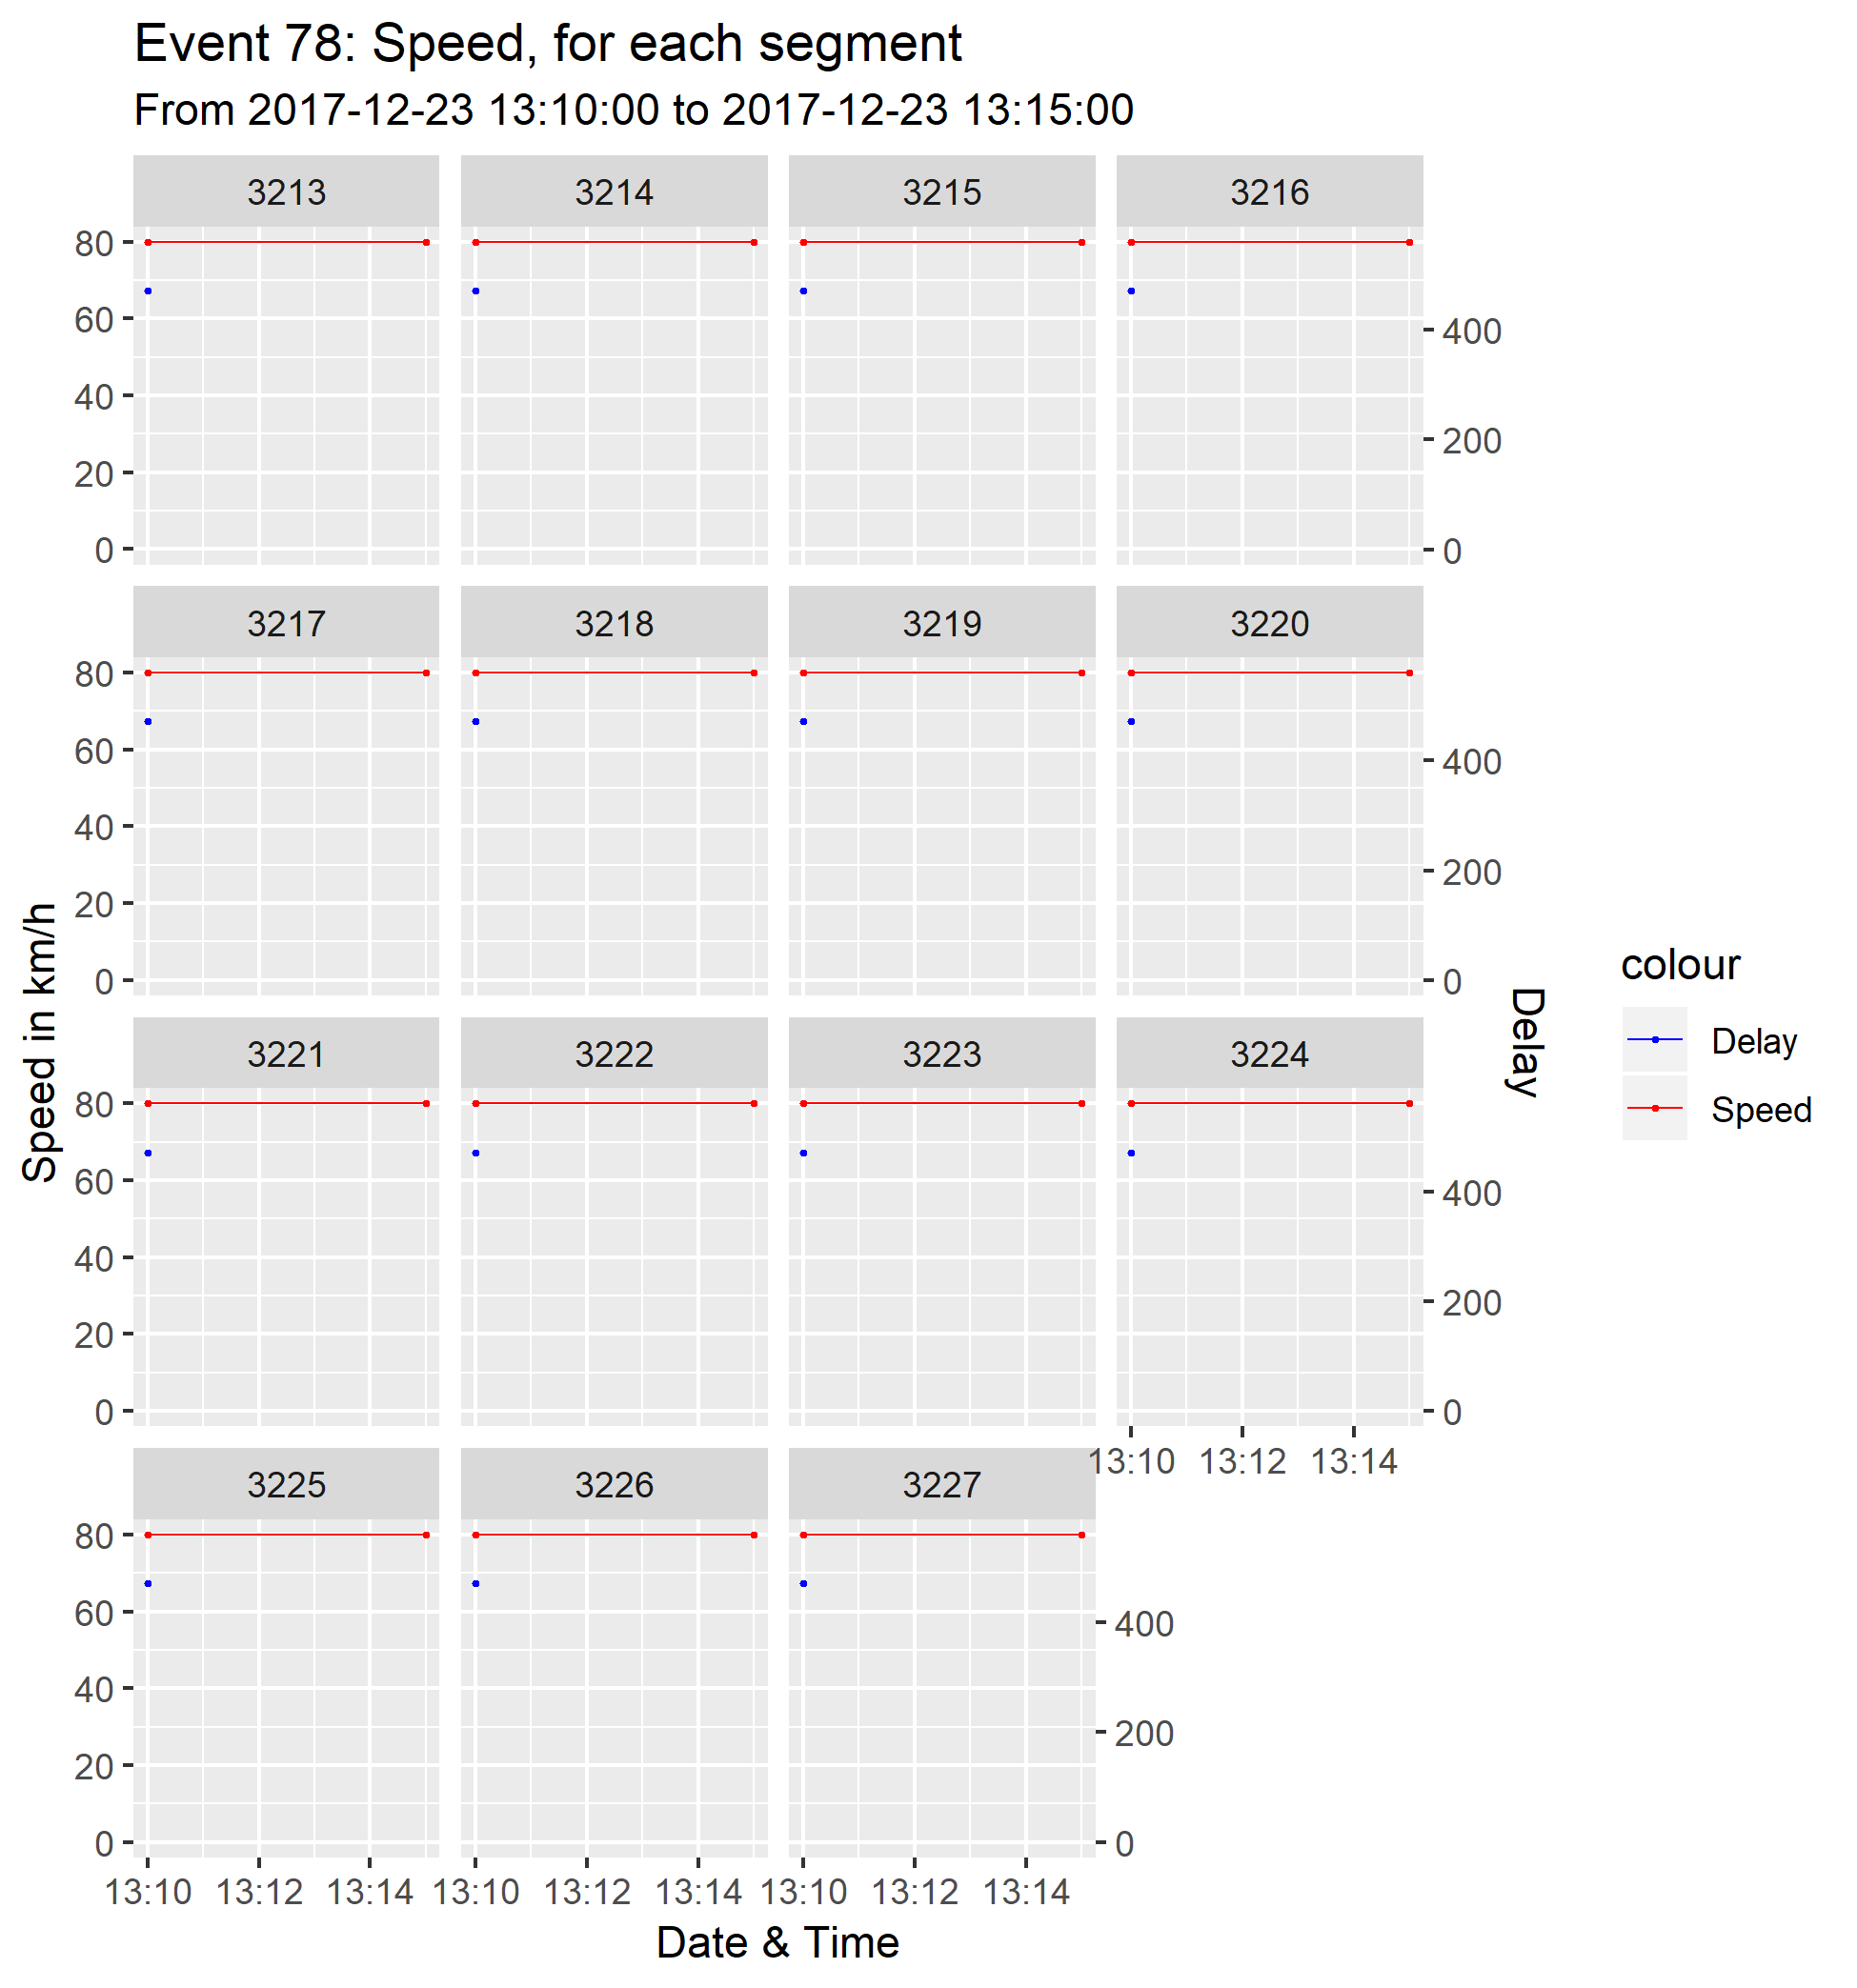 Event 78: Speed, for each segment
From 2017-12-23 13:10:00 to 2017-12-23 13:15:00
3213 3214 3215 3216
80
60
40
20
0
400
200
0
3217 3218 3219 3220
80
60
40
20
0
400
200
0
Speed in km/h
Delay
3221 3222 3223 3224
80
60
40
20
0
400
200
0
13:10 13:12 13:14
3225 3226 3227
80
60
40
20
0
400
200
0
13:10 13:12 13:14 13:10 13:12 13:14 13:10 13:12 13:14
Date & Time
colour
Delay
Speed